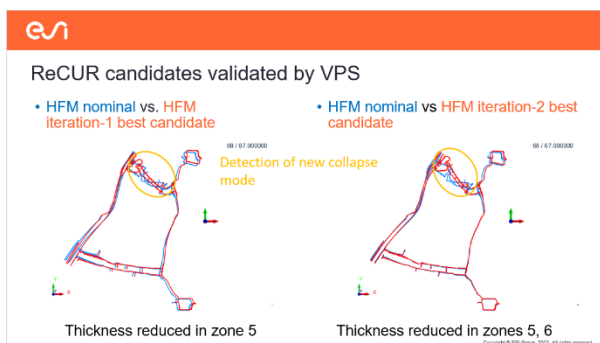 esi
ReCUR candidates validated by VPS
• HFM nominal vs. HFM
iteration-1 best candidate
• HFM nominal vs HFM iteration-2 best
candidate
68 / 67.000000
68 / 67.000000
Detection of new collapse
mode
Y
X
Y
X
Thickness reduced in zone 5
Thickness reduced in zones 5, 6